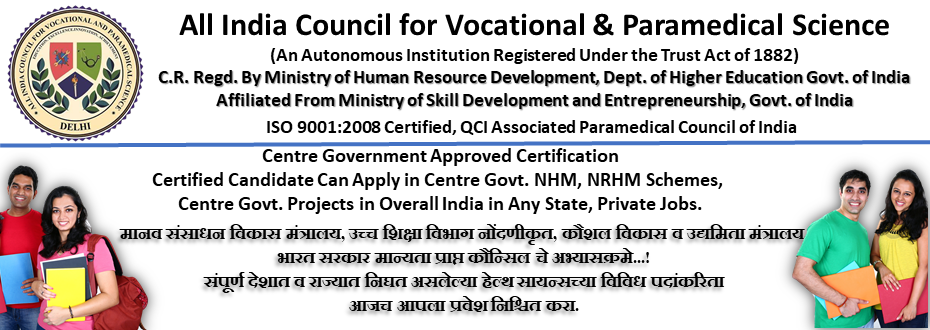 All India Council for Vocational & Paramedical Science
(An Autonomous Institution Registered Under the Trust Act of 1882)
C.R. Regd. By Ministry of Human Resource Development, Dept. of Higher Education Govt. of India
Affiliated From Ministry of Skill Development and Entrepreneurship, Govt. of India
ISO 9001:2008 Certified, QCI Associated Paramedical Council of India
ALL INDIA COUNCIL FOR VOCATIONAL AND PARAMEDICAL SCIENCE
DELHI
Centre Government Approved Certification
Certified Candidate Can Apply in Centre Govt. NHM, NRHM Schemes,
Centre Govt. Projects in Overall India in Any State, Private Jobs.
मानव संसाधन विकास मंत्रालय, उच्च शिक्षा विभाग नोंदणीकृत, कौशल विकास व उद्यमिता मंत्रालय
भारत सरकार मान्यता प्राप्त कौन्सिल चे अभ्यासक्रमे...!
संपूर्ण देशात व राज्यात निघत असलेल्या हेल्थ सायन्सच्या विविध पदांकरिता
आजच आपला प्रवेश निश्चित करा.